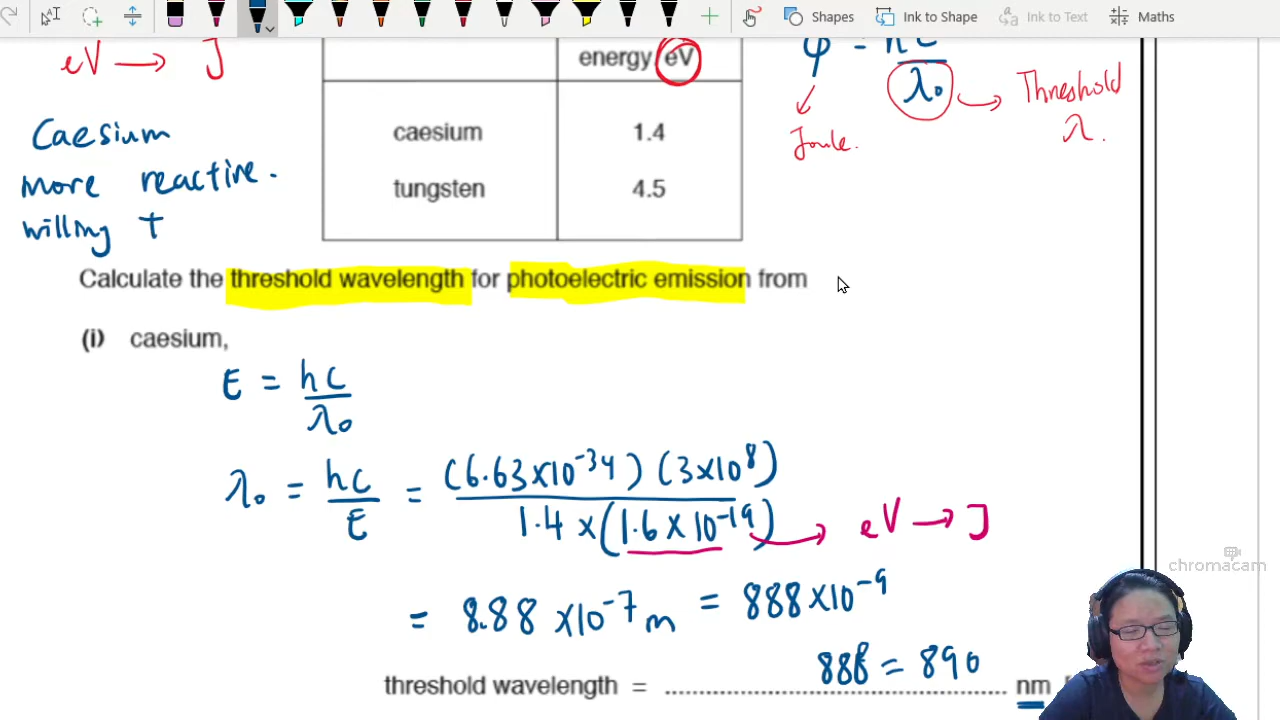 Shapes Ink to Shape Ink to Text Maths
eV → J
energy eV
φ = hc
λ₀ → Threshold
λ.
Joule.
Caesium
more reactive.
willing t
caesium 1.4
tungsten 4.5
Calculate the threshold wavelength for photoelectric emission from
(i) caesium,
E = hc / λ₀
λ₀ = hc / E = (6.63×10⁻³⁴) (3×10⁸) / 1.4 × (1.6 × 10⁻¹⁹) → eV → J
= 8.88 ×10⁻⁷ m = 888×10⁻⁹
888 = 890
threshold wavelength = ........................................ nm
chromacam